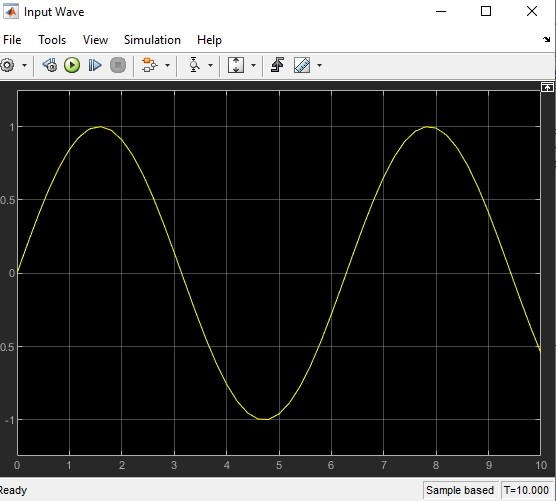 Input Wave
File Tools View Simulation Help
1
0.5
0
0.5
-1
0 1 2 3 4 5 6 7 8 9 10
Ready Sample based T=10.000